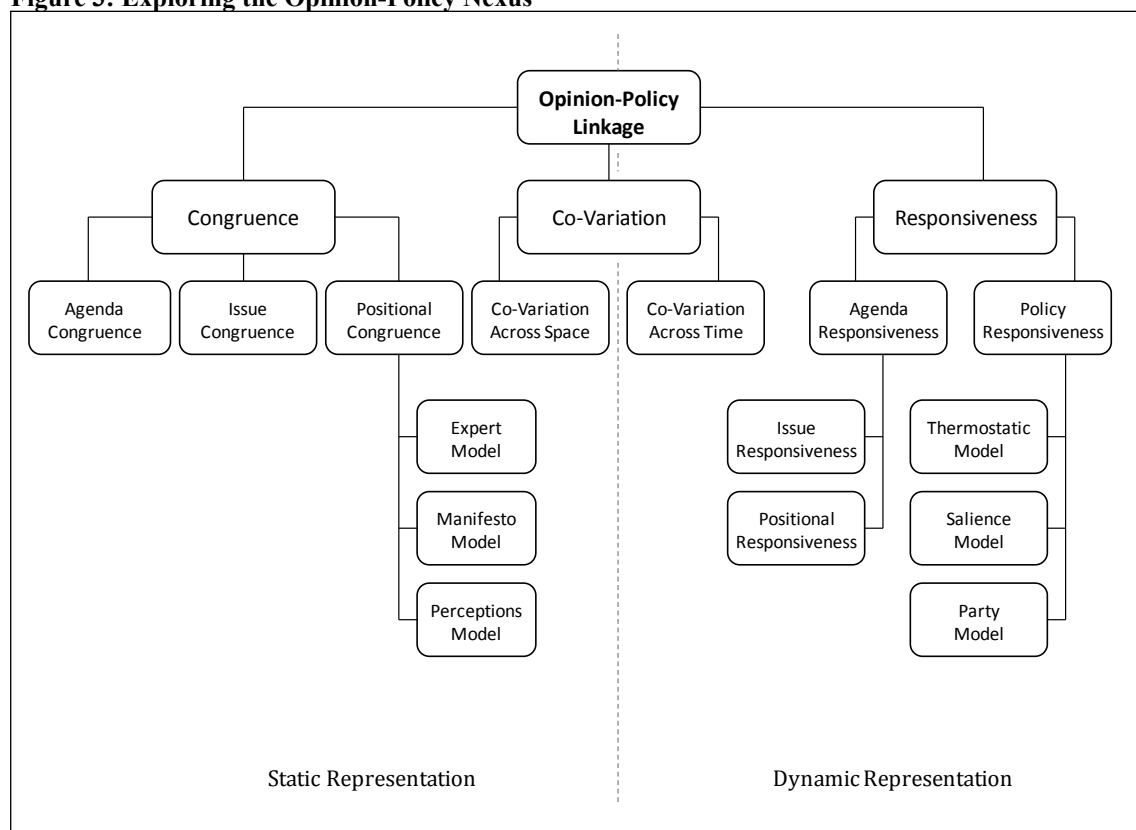 Figure 3: Exploring the Opinion-Policy Nexus
Opinion-Policy
Linkage
Congruence
Co-Variation
Responsiveness
Agenda
Congruence
Issue
Congruence
Positional
Congruence
Co-Variation
Across Space
Co-Variation
Across Time
Agenda
Responsiveness
Policy
Responsiveness
Expert
Model
Issue
Responsiveness
Thermostatic
Model
Manifesto
Model
Positional
Responsiveness
Salience
Model
Perceptions
Model
Party
Model
Static Representation
Dynamic Representation